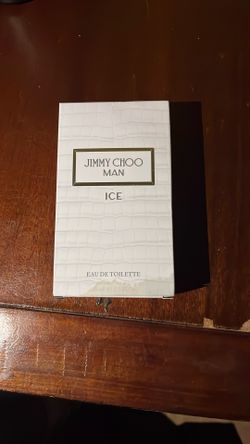 JIMMY CHOO
MAN
ICE
EAU DE TOILETTE